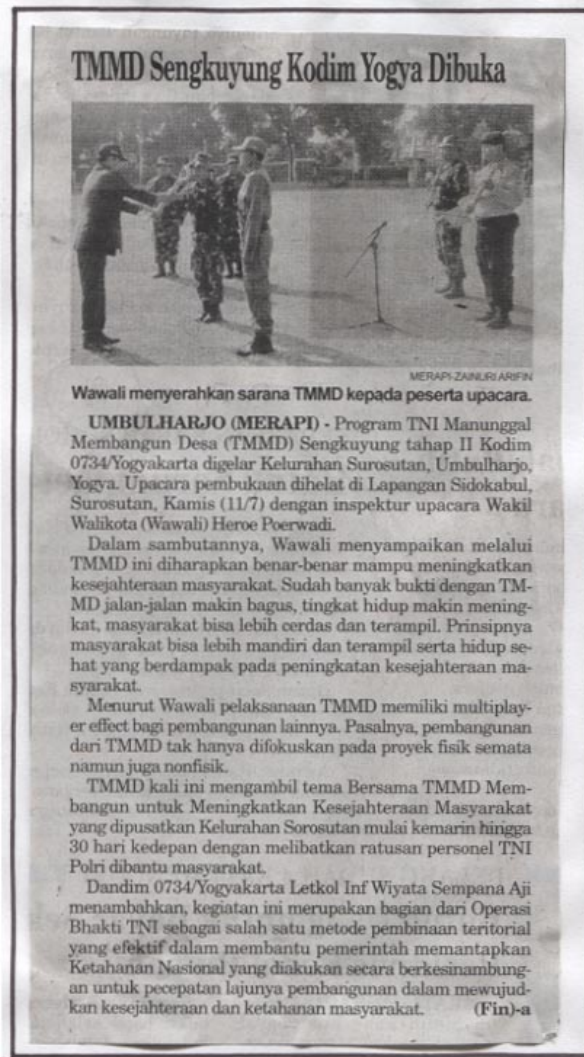 TMMD Sengkuyung Kodim Yogya Dibuka
MERAPI-ZAINURI ARIFIN
Wawali menyerahkan sarana TMMD kepada peserta upacara.
UMBULHARJO (MERAPI) - Program TNI Manunggal
Membangun Desa (TMMD) Sengkuyung tahap II Kodim
0734/Yogyakarta digelar Kelurahan Surosutan, Umbulharjo,
Yogya. Upacara pembukaan dihelat di Lapangan Sidokabul,
Surosutan, Kamis (11/7) dengan inspektur upacara Wakil
Walikota (Wawali) Heroe Poerwadi.
Dalam sambutannya, Wawali menyampaikan melalui
TMMD ini diharapkan benar-benar mampu meningkatkan
kesejahteraan masyarakat. Sudah banyak bukti dengan TM-
MD jalan-jalan makin bagus, tingkat hidup makin mening-
kat, masyarakat bisa lebih cerdas dan terampil. Prinsipnya
masyarakat bisa lebih mandiri dan terampil serta hidup se-
hat yang berdampak pada peningkatan kesejahteraan ma-
syarakat.
Menurut Wawali pelaksanaan TMMD memiliki multiplay-
er effect bagi pembangunan lainnya. Pasalnya, pembangunan
dari TMMD tak hanya difokuskan pada proyek fisik semata
namun juga nonfisik.
TMMD kali ini mengambil tema Bersama TMMD Mem-
bangun untuk Meningkatkan Kesejahteraan Masyarakat
yang dipusatkan Kelurahan Sorosutan mulai kemarin hingga
30 hari kedepan dengan melibatkan ratusan personel TNI
Polri dibantu masyarakat.
Dandim 0734/Yogyakarta Letkol Inf Wiyata Sempana Aji
menambahkan, kegiatan ini merupakan bagian dari Operasi
Bhakti TNI sebagai salah satu metode pembinaan teritorial
yang efektif dalam membantu pemerintah memantapkan
Ketahanan Nasional yang diakukan secara berkesinambung-
an untuk pecepatan lajunya pembangunan dalam mewujud-
kan kesejahteraan dan ketahanan masyarakat. (Fin)-a